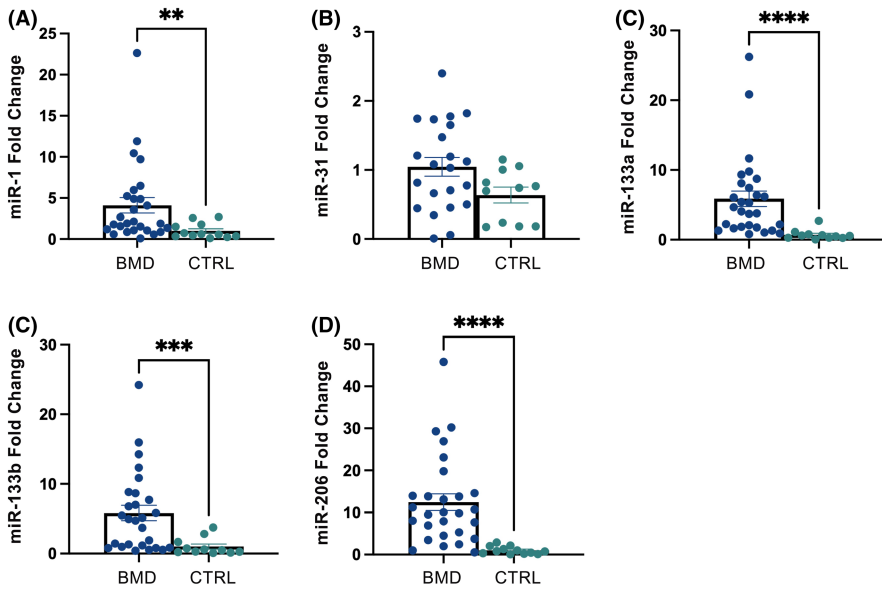 (A)
**
miR-1 Fold Change
25
20
15
10
5
0
BMD CTRL
(B)
miR-31 Fold Change
3
2
1
0
BMD CTRL
(C)
****
miR-133a Fold Change
30
20
10
0
BMD CTRL
(C)
***
miR-133b Fold Change
30
20
10
0
BMD CTRL
(D)
****
miR-206 Fold Change
50
40
30
20
10
0
BMD CTRL